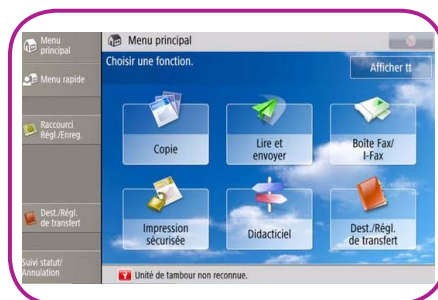 Menu
principal
Menu rapide
Raccourci
Régl./Enreg.
Dest./Régl.
de transfert
Suivi statut/
Annulation
Menu principal
Choisir une fonction.
Afficher tt
Copie
Lire et
envoyer
Boîte Fax/
I-Fax
Impression
sécurisée
Didacticiel
Dest./Régl.
de transfert
Unité de tambour non reconnue.